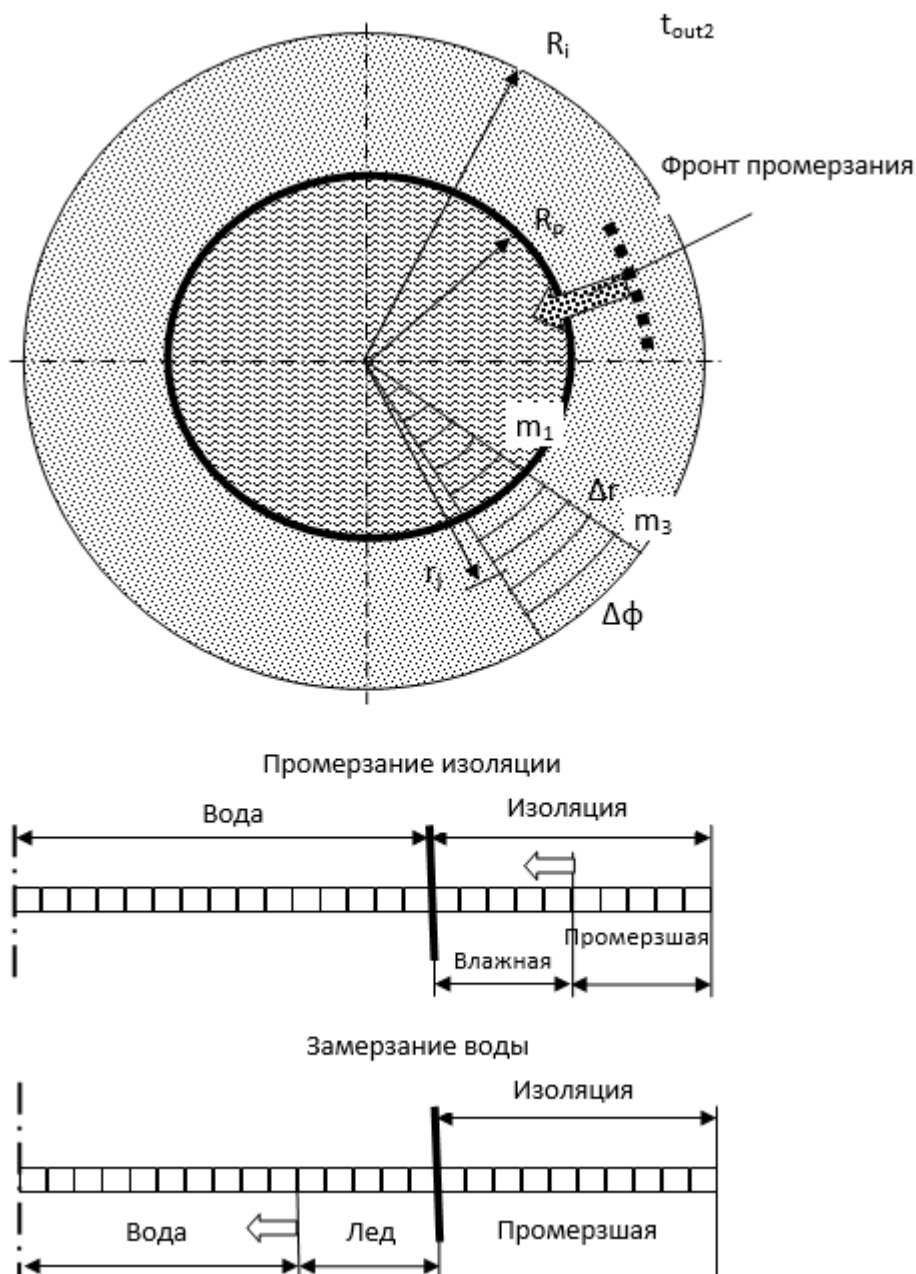 R_i
t_out2
Фронт промерзания
R_p
m_1
Δr
m_3
r_j
Δϕ
Промерзание изоляции
Вода Изоляция
Влажная Промерзшая
Замерзание воды
Изоляция
Вода Лед Промерзшая